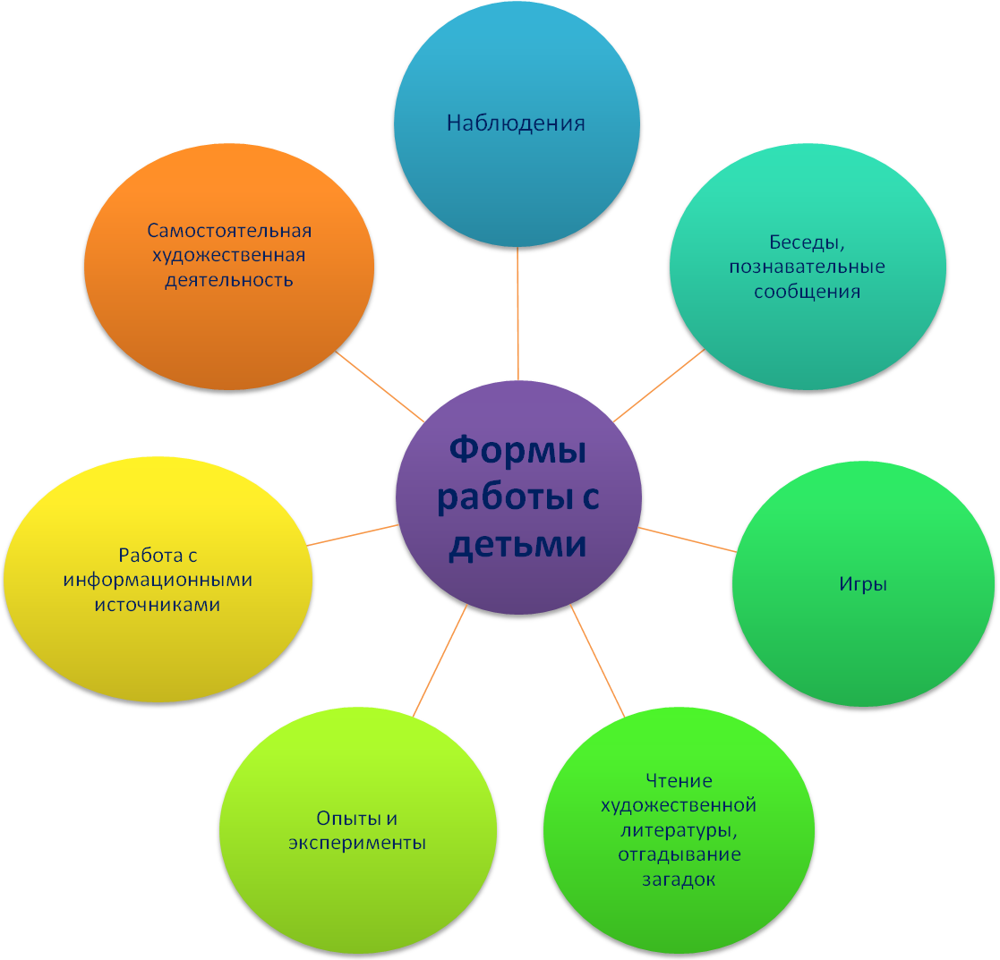 Наблюдения
Беседы,
познавательные
сообщения
Игры
Чтение
художественной
литературы,
отгадывание
загадок
Опыты и
эксперименты
Работа с
информационными
источниками
Самостоятельная
художественная
деятельность
Формы
работы с
детьми